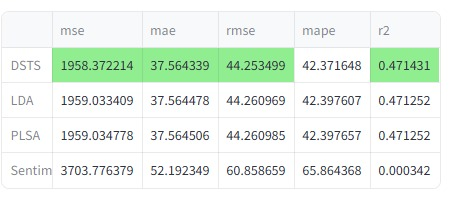 mse mae rmse mape r2
DSTS 1958.372214 37.564339 44.253499 42.371648 0.471431
LDA 1959.033409 37.564478 44.260969 42.397607 0.471252
PLSA 1959.034778 37.564506 44.260985 42.397657 0.471252
Sentim 3703.776379 52.192349 60.858659 65.864368 0.000342